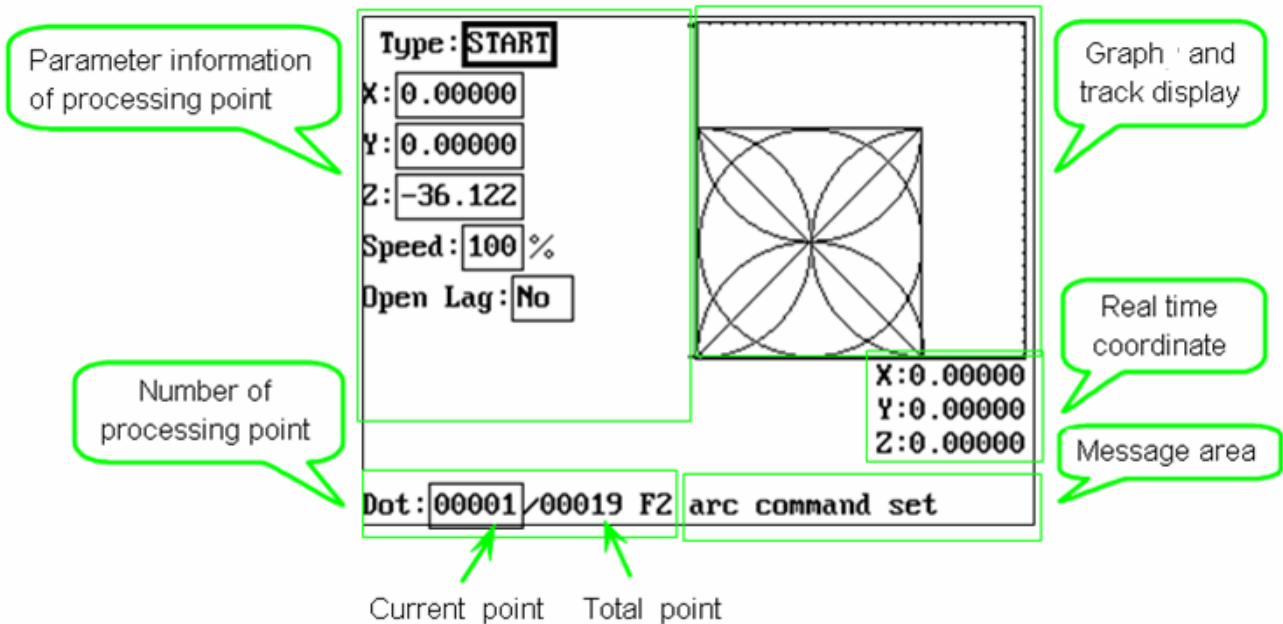 Parameter information
of processing point
Type: START
X: 0.00000
Y: 0.00000
Z: -36.122
Speed: 100 %
Open Lag: No
Graph and
track display
Real time
coordinate
X:0.00000
Y:0.00000
Z:0.00000
Number of
processing point
Message area
Dot: 00001/00019 F2 arc command set
Current point Total point